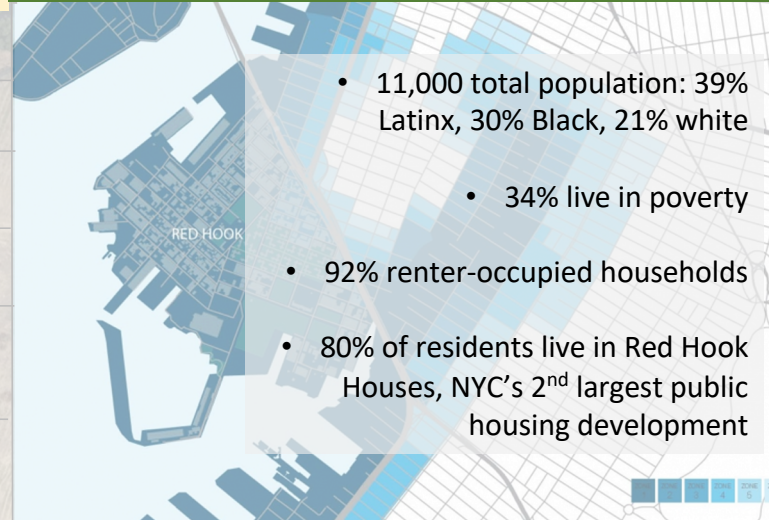 • 11,000 total population: 39%
Latinx, 30% Black, 21% white
• 34% live in poverty
RED HOOK
• 92% renter-occupied households
• 80% of residents live in Red Hook
Houses, NYC's 2nd largest public
housing development
ZONE
4
ZONE
5